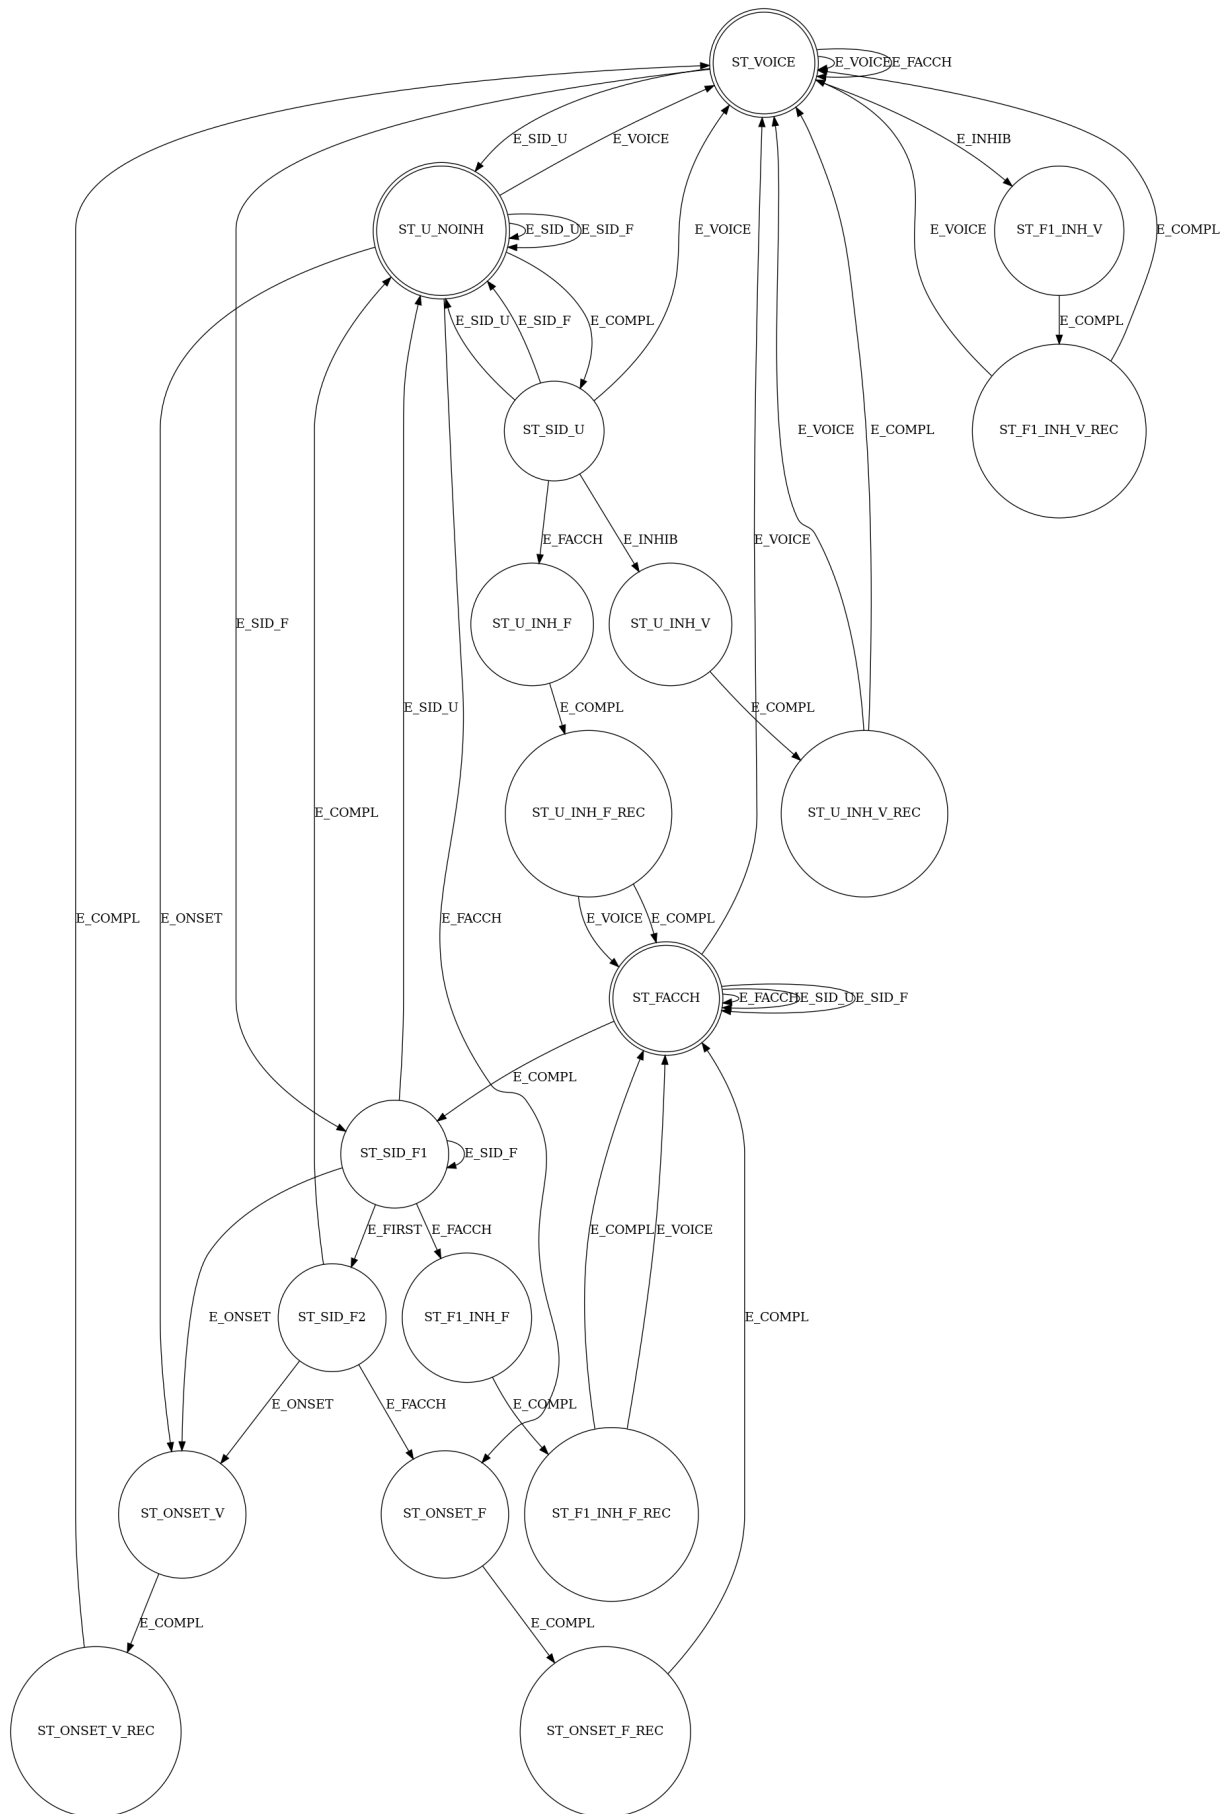 ST_VOICE
E_VOICE
E_FACCH
E_SID_U
E_VOICE
E_INHIB
ST_U_NOINH
E_SID_U
E_SID_F
E_VOICE
ST_F1_INH_V
E_VOICE
E_COMPL
E_SID_U
E_SID_F
E_COMPL
E_COMPL
ST_SID_U
E_VOICE
E_COMPL
ST_F1_INH_V_REC
E_FACCH
E_INHIB
E_VOICE
E_SID_F
ST_U_INH_F
ST_U_INH_V
E_SID_U
E_COMPL
E_COMPL
E_COMPL
ST_U_INH_F_REC
ST_U_INH_V_REC
E_COMPL
E_ONSET
E_FACCH
E_VOICE
E_COMPL
ST_FACCH
E_FACCH
E_SID_U
E_SID_F
E_COMPL
ST_SID_F1
E_SID_F
E_FIRST
E_FACCH
E_COMPL
E_VOICE
E_ONSET
ST_SID_F2
ST_F1_INH_F
E_COMPL
E_ONSET
E_FACCH
E_COMPL
ST_ONSET_V
ST_ONSET_F
ST_F1_INH_F_REC
E_COMPL
E_COMPL
ST_ONSET_V_REC
ST_ONSET_F_REC